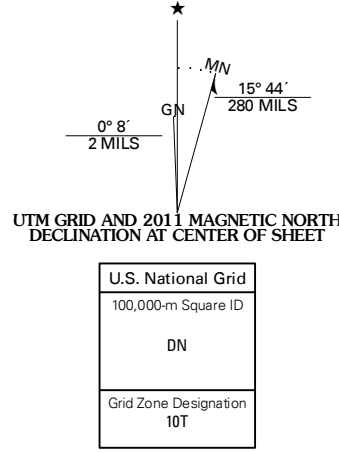 MN
GN
15° 44´
280 MILS
0° 8´
2 MILS
UTM GRID AND 2011 MAGNETIC NORTH
DECLINATION AT CENTER OF SHEET
U.S. National Grid
100,000-m Square ID
DN
Grid Zone Designation
10T